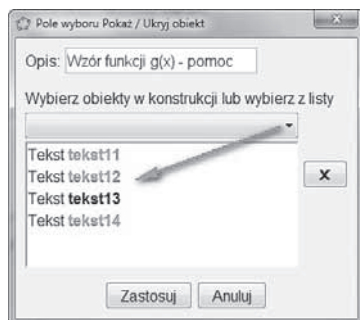 Pole wyboru Pokaż / Ukryj obiekt
Opis: Wzór funkcji g(x) - pomoc
Wybierz obiekty w konstrukcji lub wybierz z listy
Tekst tekst11
Tekst tekst12
Tekst tekst13
Tekst tekst14
X
Zastosuj Anuluj